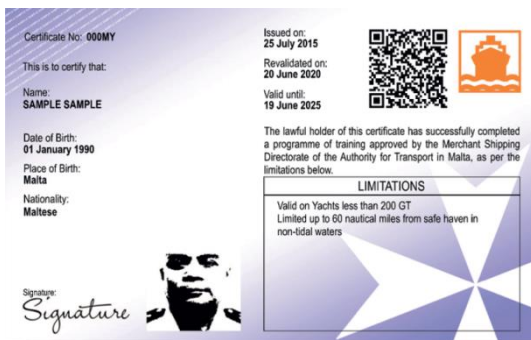 Certificate No: 000MY
This is to certify that:
Name:
SAMPLE SAMPLE
Date of Birth:
01 January 1990
Place of Birth:
Malta
Nationality:
Maltese
Signature:
Signature
Issued on:
25 July 2015
Revalidated on:
20 June 2020
Valid until:
19 June 2025
The lawful holder of this certificate has successfully completed
a programme of training approved by the Merchant Shipping
Directorate of the Authority for Transport in Malta, as per the
limitations below.
LIMITATIONS
Valid on Yachts less than 200 GT
Limited up to 60 nautical miles from safe haven in
non-tidal waters